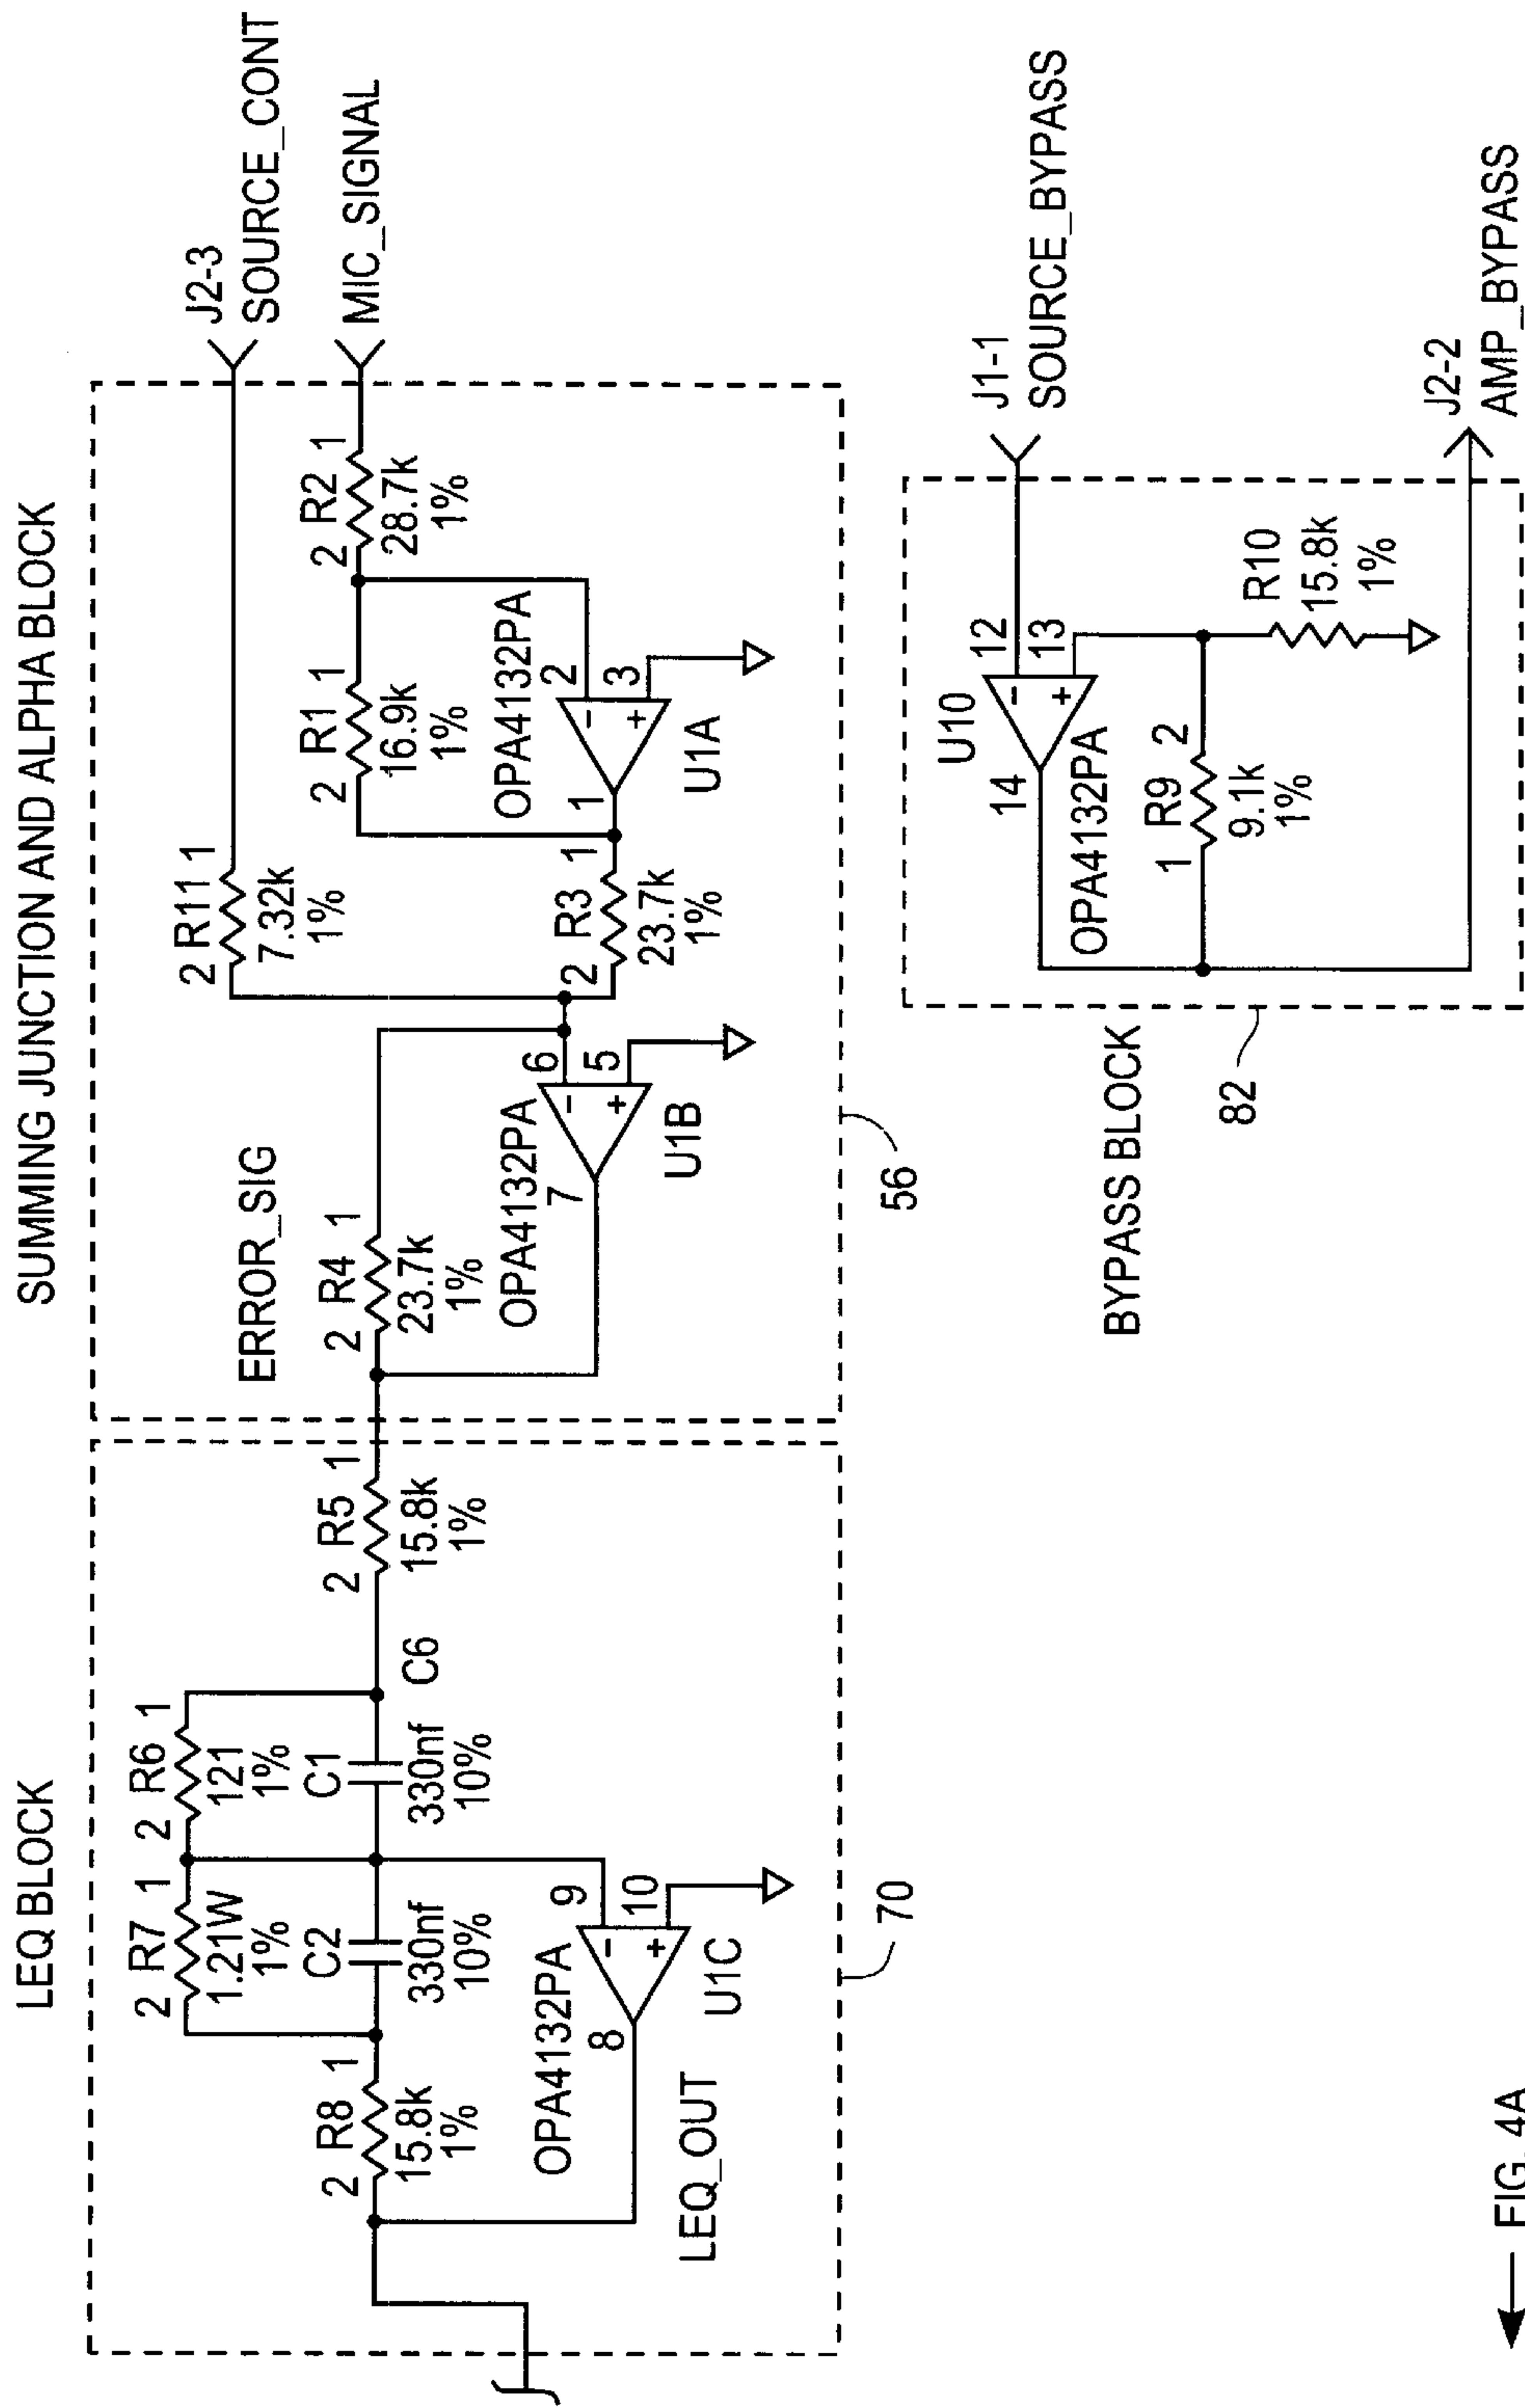 SUMMING JUNCTION AND ALPHA BLOCK
LEQ BLOCK
J2-3
SOURCE_CONT
MIC_SIGNAL
2 R11 1
7.32k
1%
2 R2 1
28.7k
1%
2 R1 1
16.9k
1%
OPA4132PA
2
3
1
U1A
2 R3 1
23.7k
1%
ERROR_SIG
2 R4 1
23.7k
1%
OPA4132PA
6
5
7
U1B
56
2 R5 1
15.8k
1%
C6
2 R6 1
121
1%
C1
330nf
10%
2 R7 1
1.21W
1%
C2
330nf
10%
2 R8 1
15.8k
1%
OPA4132PA
9
10
8
U1C
LEQ_OUT
70
J1-1
SOURCE_BYPASS
U10
12
13
14
OPA4132PA
1 R9 2
9.1k
1%
R10
15.8k
1%
J2-2
AMP_BYPASS
BYPASS BLOCK
82
FIG. 4A